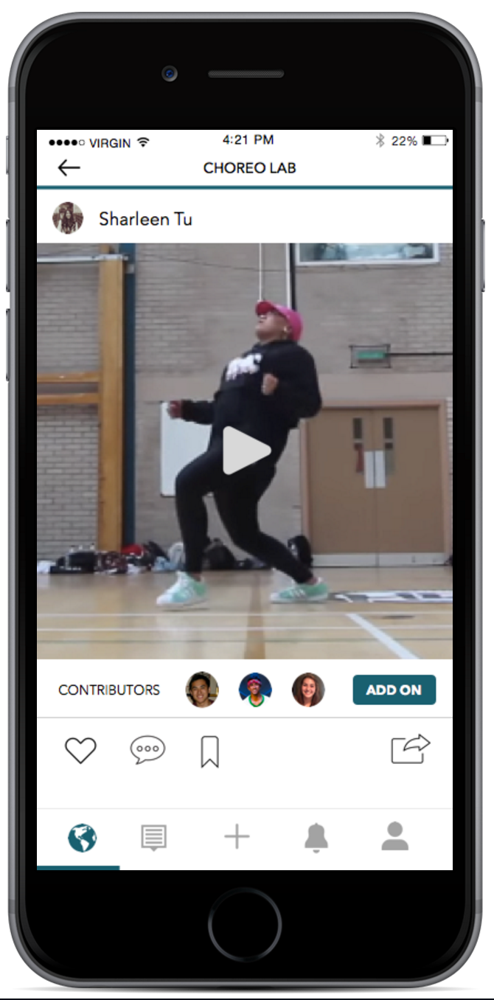 VIRGIN 4:21 PM 22%
CHOREO LAB
Sharleen Tu
CONTRIBUTORS ADD ON